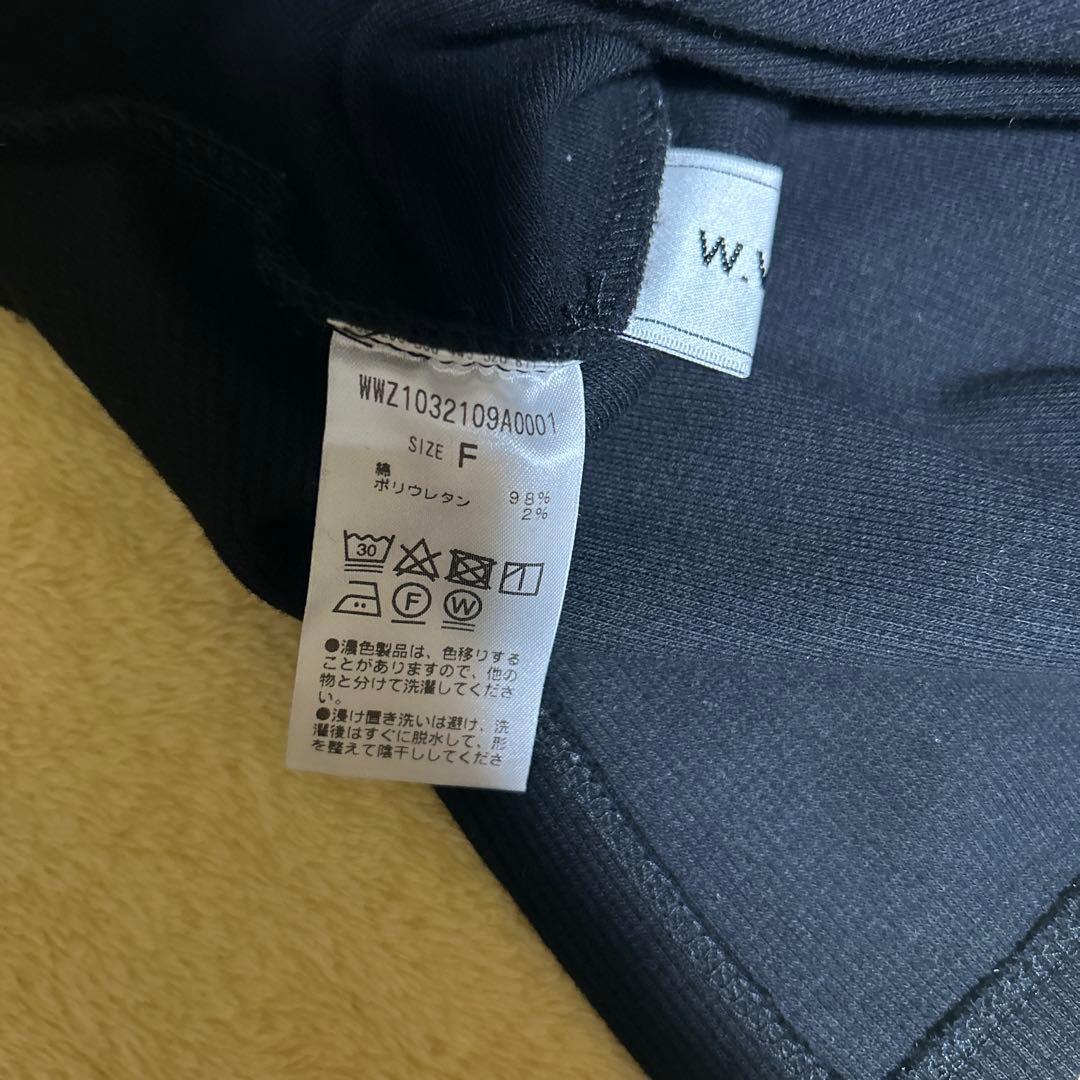 W.
WWZ1032109A0001
SIZE F
綿 98%
ポリウレタン 2%
30
F W
●濃色製品は、色移りする
ことがありますので、他の
物と分けて洗濯してくださ
い。
●浸け置き洗いは避け、洗
濯後はすぐに脱水して、形
を整えて陰干ししてくださ